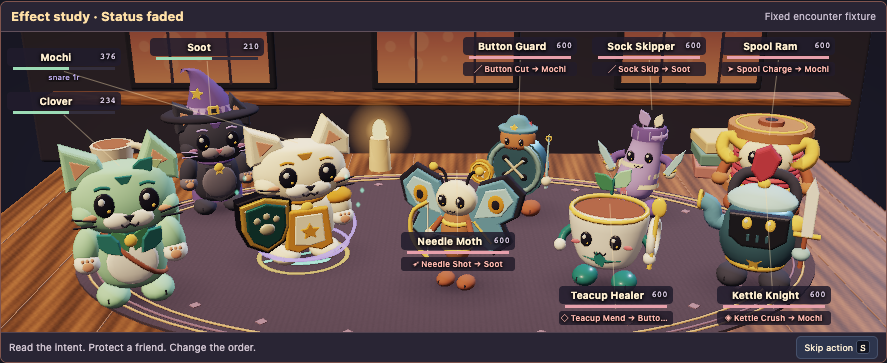 Effect study · Status faded
Fixed encounter fixture
Mochi 376
snare 1r
Soot 210
Clover 234
Button Guard 600
Button Cut → Mochi
Sock Skipper 600
Sock Skip → Soot
Spool Ram 600
Spool Charge → Mochi
Needle Moth 600
Needle Shot → Soot
Teacup Healer 600
Teacup Mend → Butto...
Kettle Knight 600
Kettle Crush → Mochi
Read the intent. Protect a friend. Change the order.
Skip action S